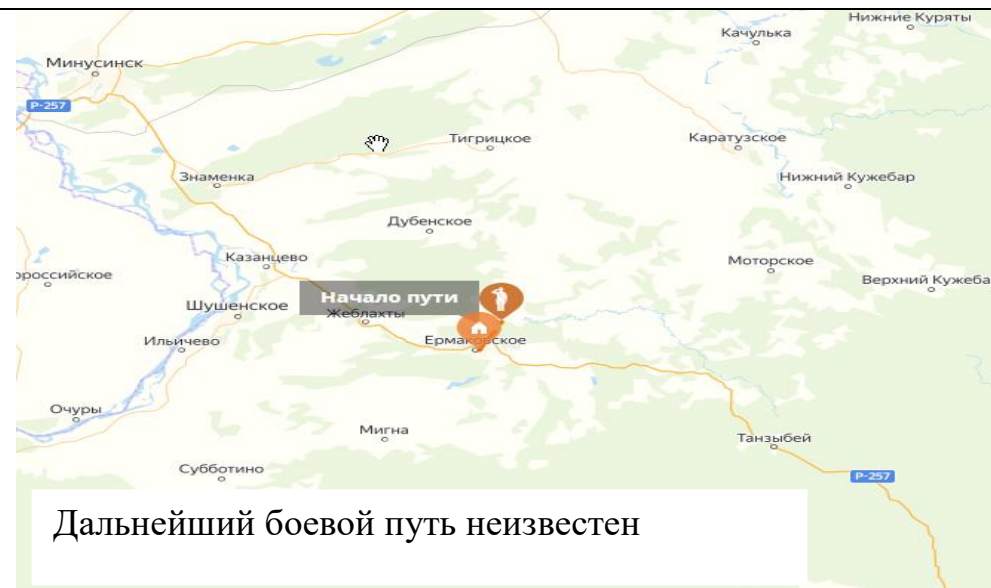 Нижние Куряты
Качулька
Минусинск
Р-257
Тигрицкое
Каратузское
Знаменка
Нижний Кужебар
Дубенское
Казанцево
Моторское
ороссийское
Верхний Кужеба
Начало пути
Шушенское
Жеблахты
Ильичево
Ермаковское
Очуры
Мигна
Танзыбей
Субботино
Р-257
Дальнейший боевой путь неизвестен